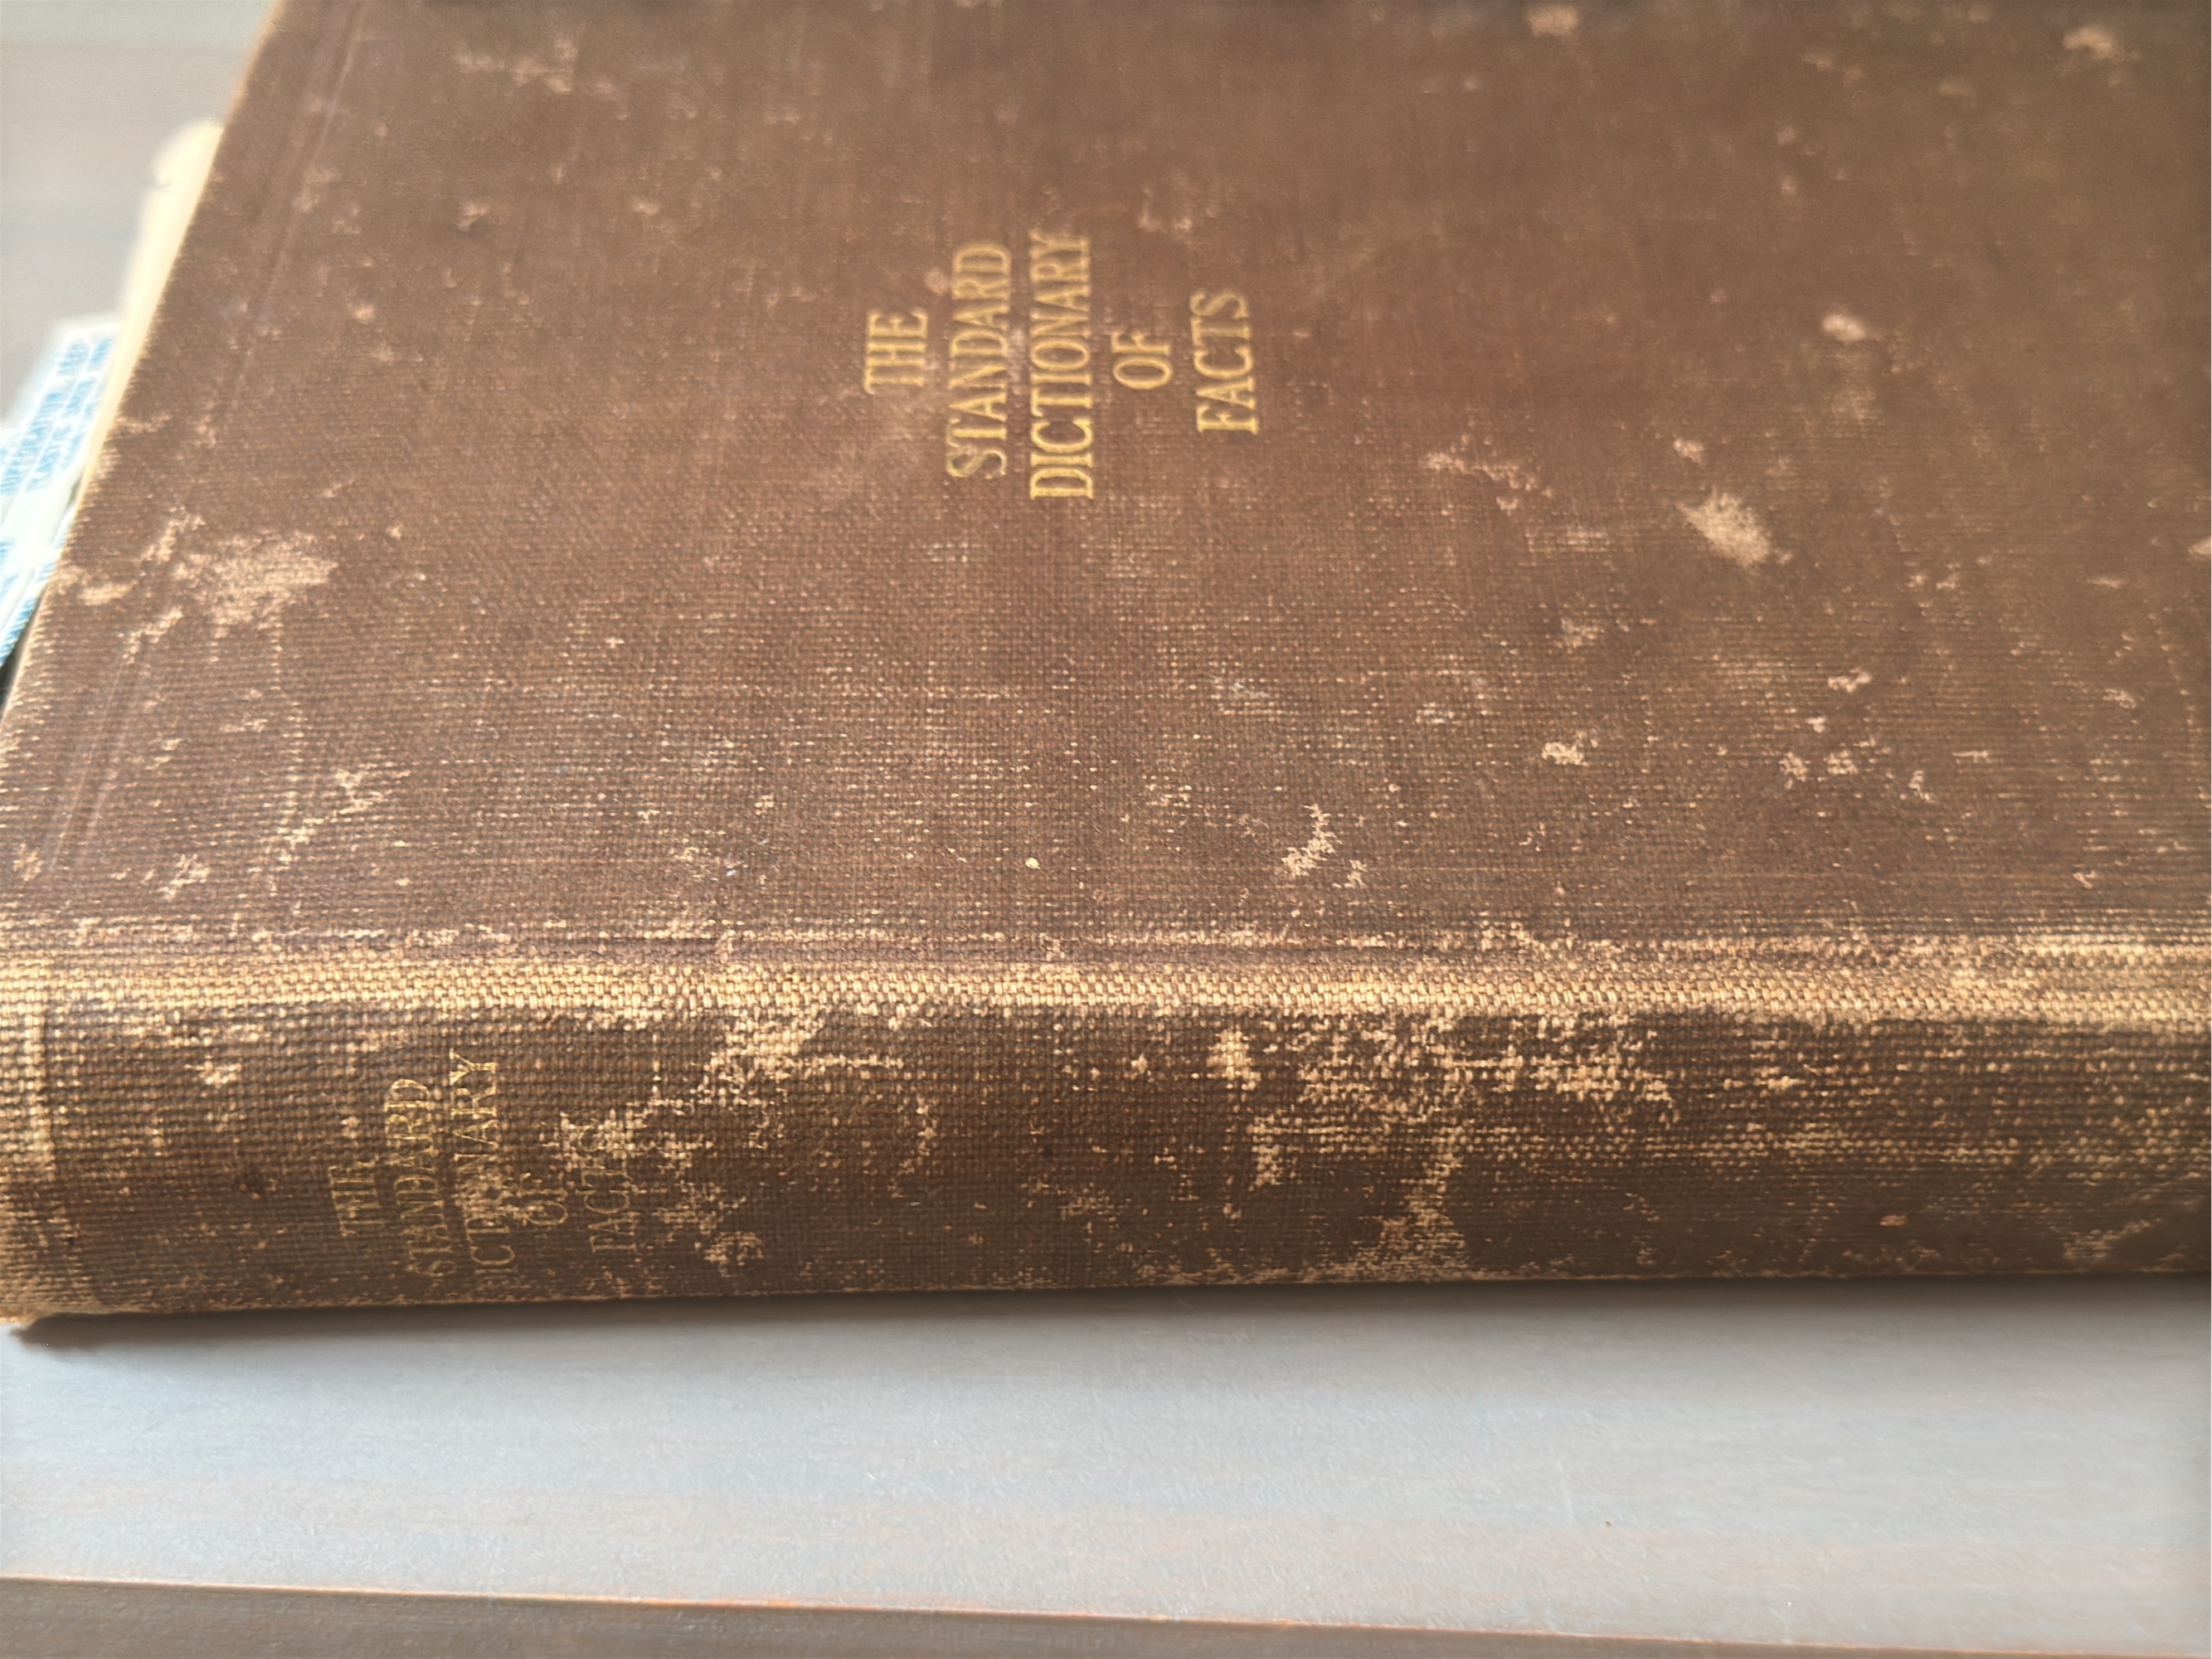 THE
STANDARD
DICTIONARY
OF
FACTS
THE
STANDARD
DICTIONARY
OF
FACTS